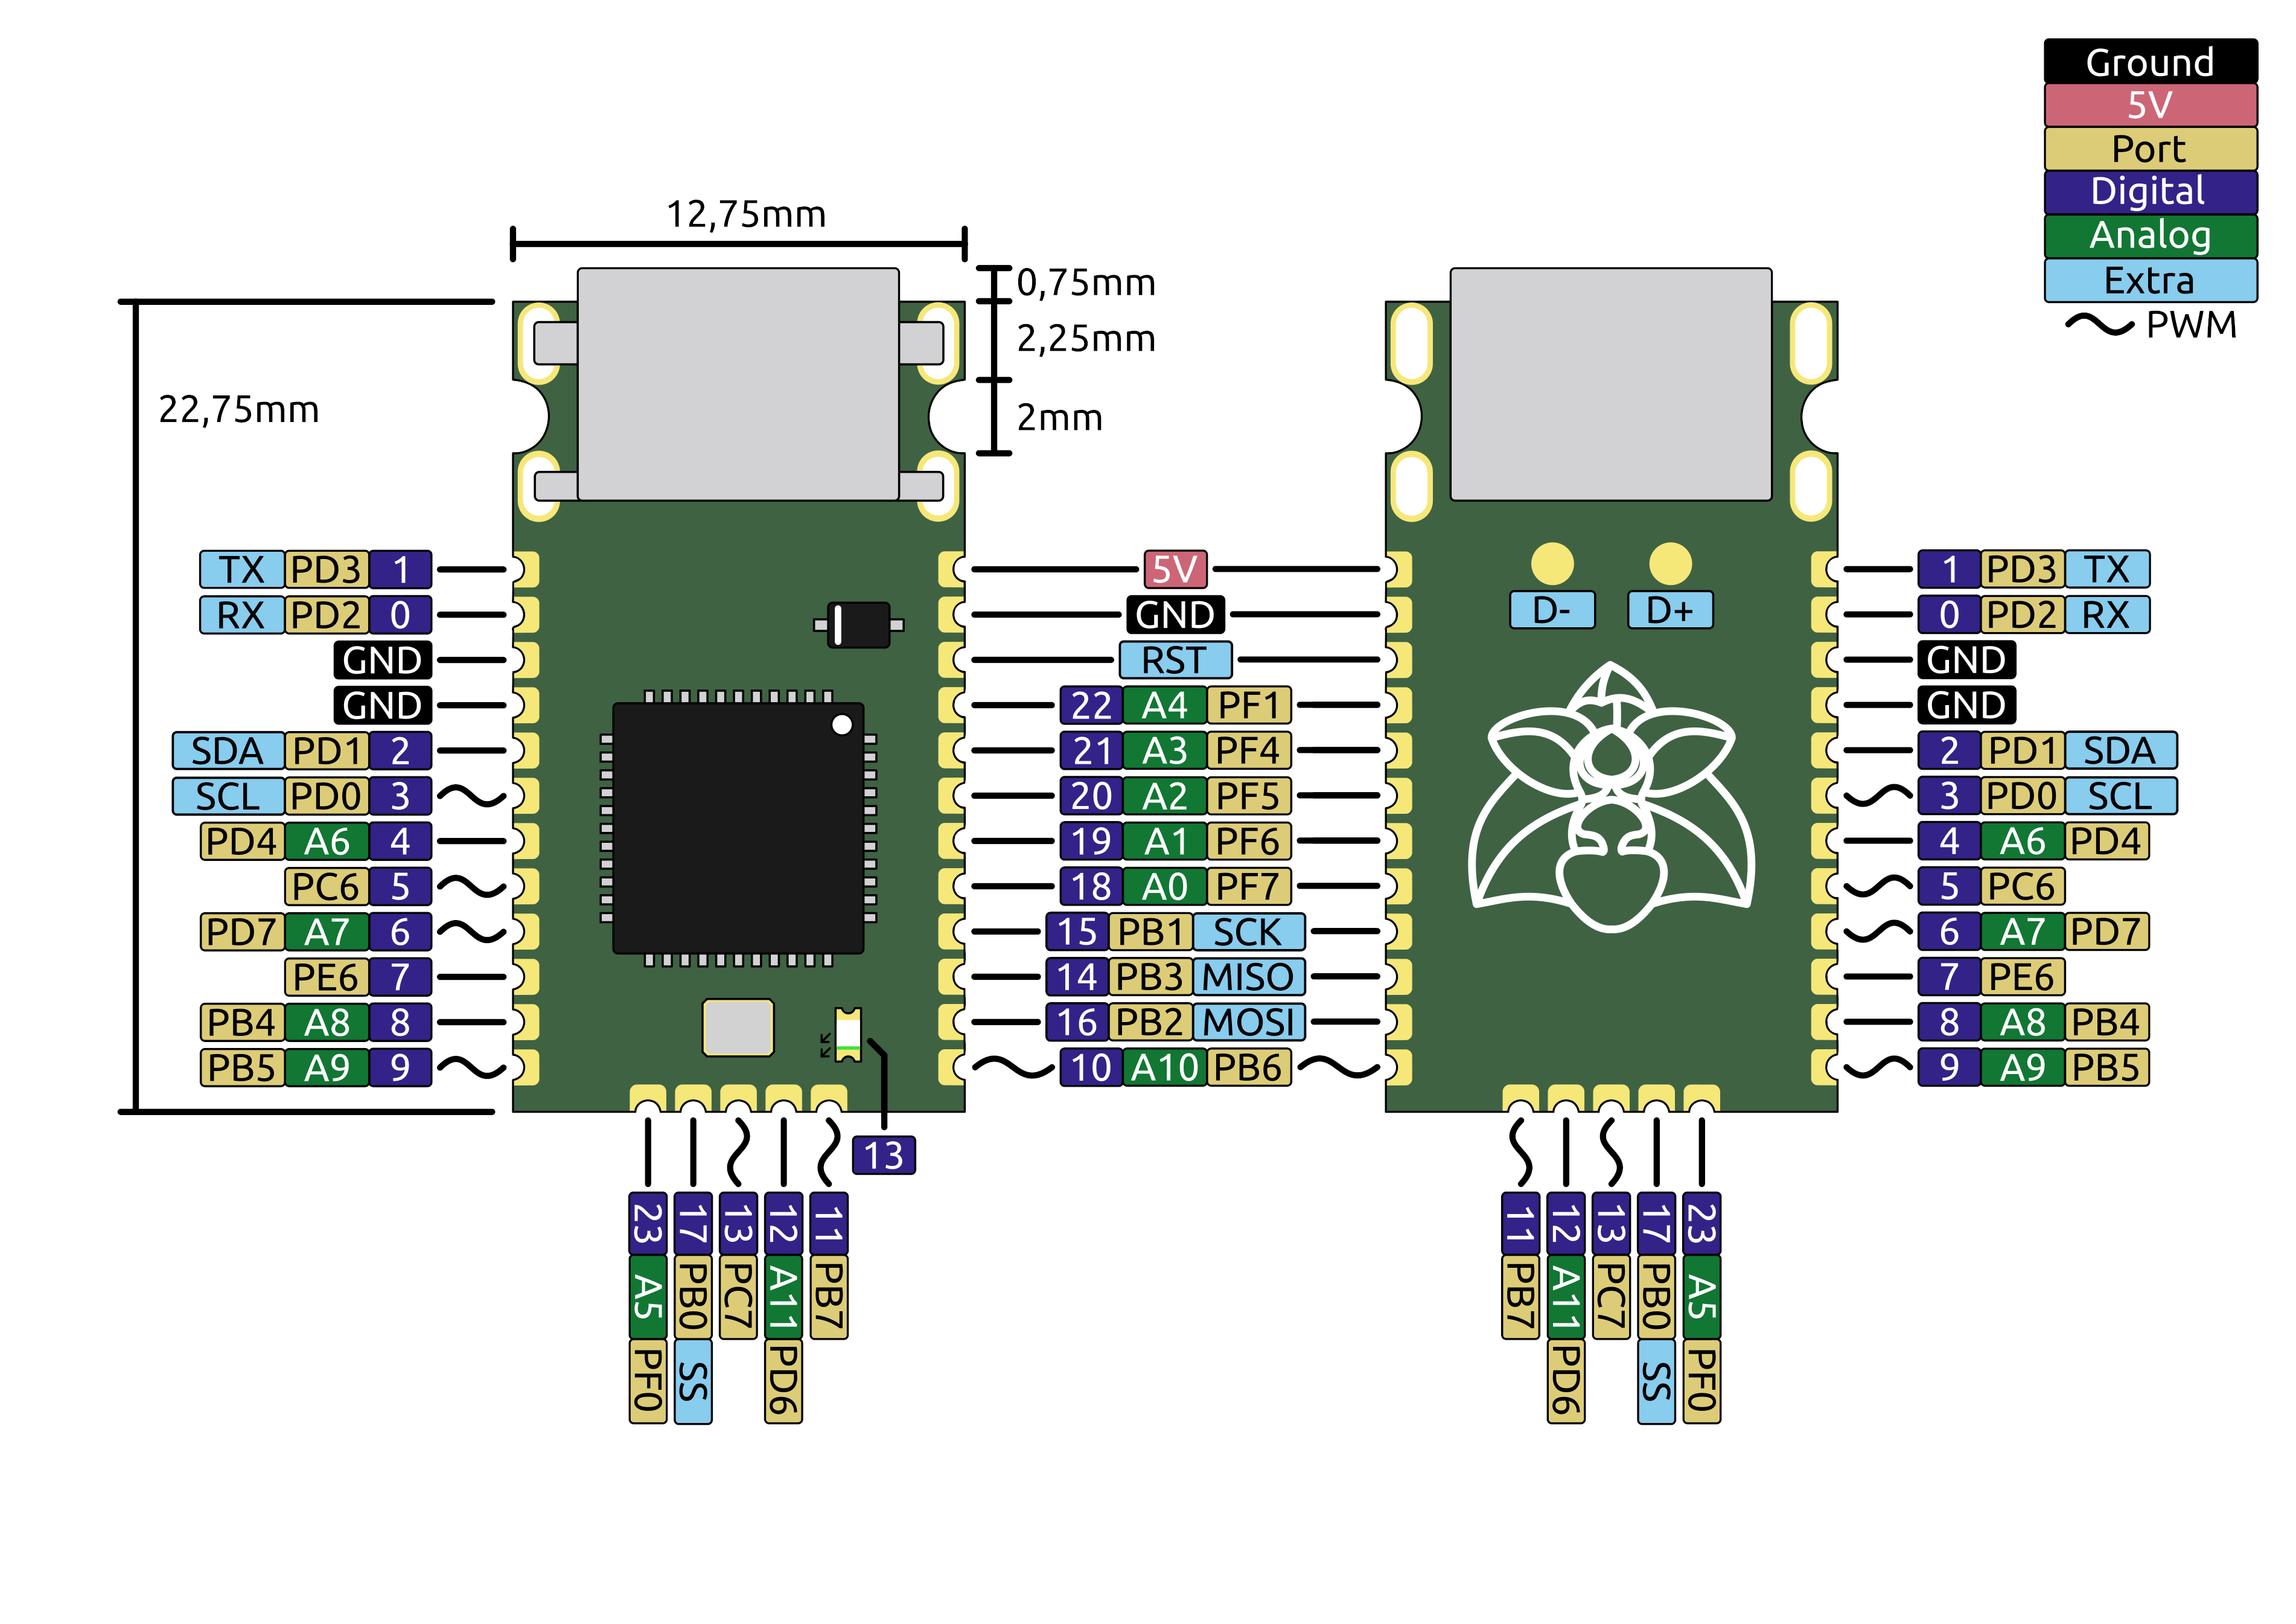 Ground
5V
Port
Digital
Analog
Extra
PWM
12,75mm
0,75mm
2,25mm
2mm
22,75mm
TX PD3 1
RX PD2 0
GND
GND
SDA PD1 2
SCL PD0 3
PD4 A6 4
PC6 5
PD7 A7 6
PE6 7
PB4 A8 8
PB5 A9 9
5V
GND
RST
22 A4 PF1
21 A3 PF4
20 A2 PF5
19 A1 PF6
18 A0 PF7
15 PB1 SCK
14 PB3 MISO
16 PB2 MOSI
10 A10 PB6
D- D+
1 PD3 TX
0 PD2 RX
GND
GND
2 PD1 SDA
3 PD0 SCL
4 A6 PD4
5 PC6
6 A7 PD7
7 PE6
8 A8 PB4
9 A9 PB5
13
23 A5 PF0
17 PB0 SS
13 PC7
12 A11 PD6
11 PB7
11 PB7
12 A11 PD6
13 PC7
17 PB0 SS
23 A5 PF0